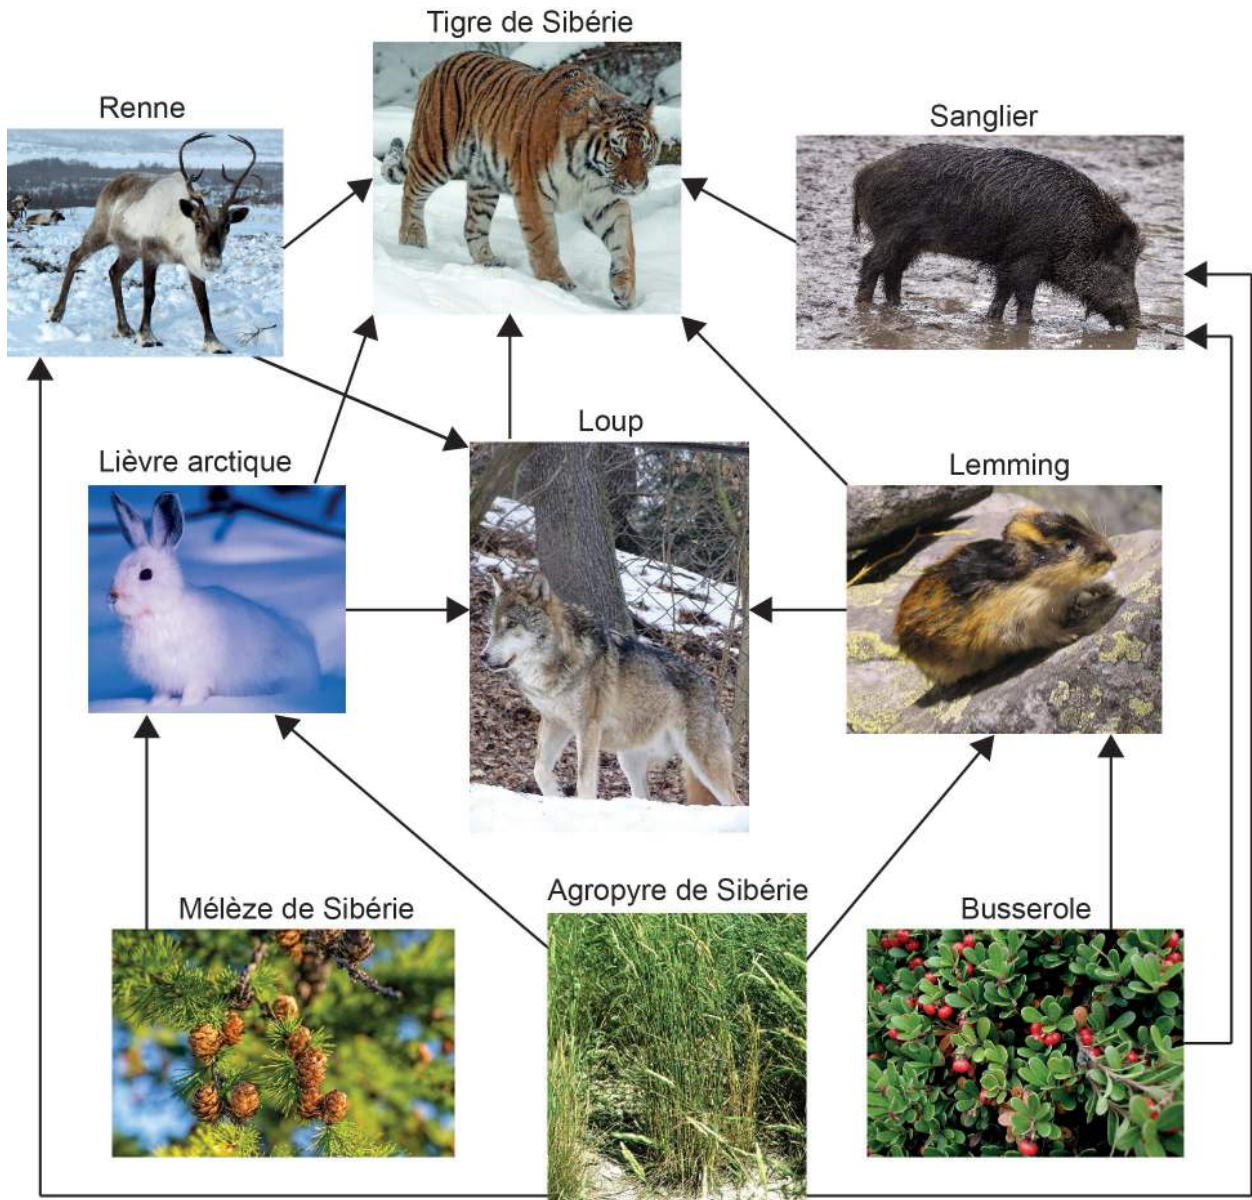 Tigre de Sibérie
Renne
Sanglier
Loup
Lièvre arctique
Lemming
Mélèze de Sibérie
Agropyre de Sibérie
Busserole